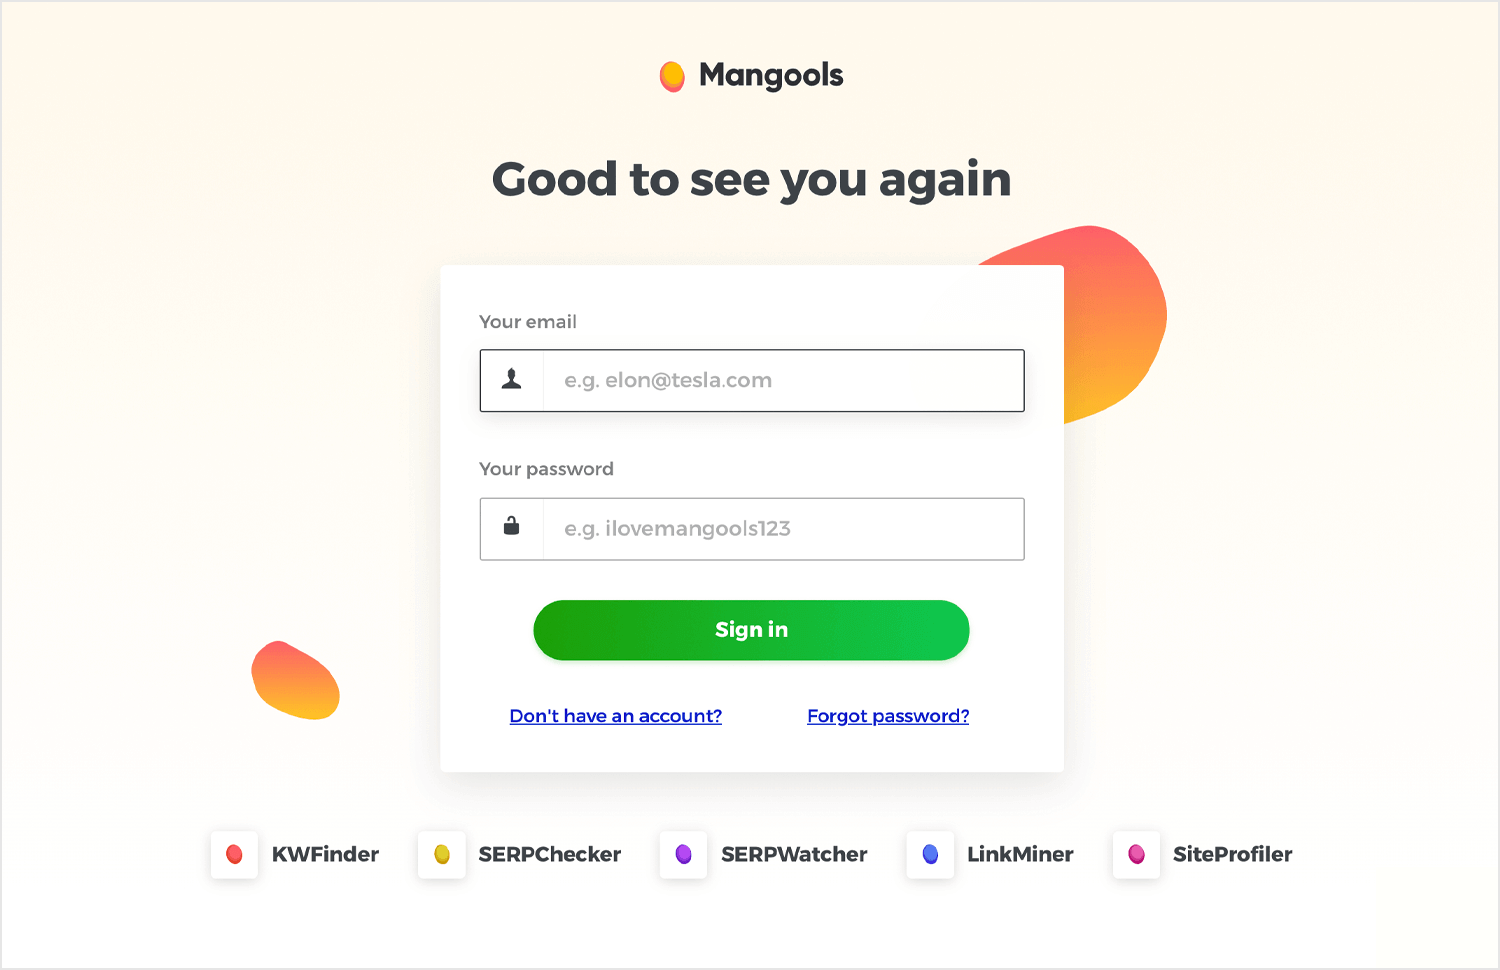 Mangools
Good to see you again
Your email
e.g. elon@tesla.com
Your password
e.g. ilovemangools123
Sign in
Don't have an account? Forgot password?
KWFinder SERPChecker SERPWatcher LinkMiner SiteProfiler